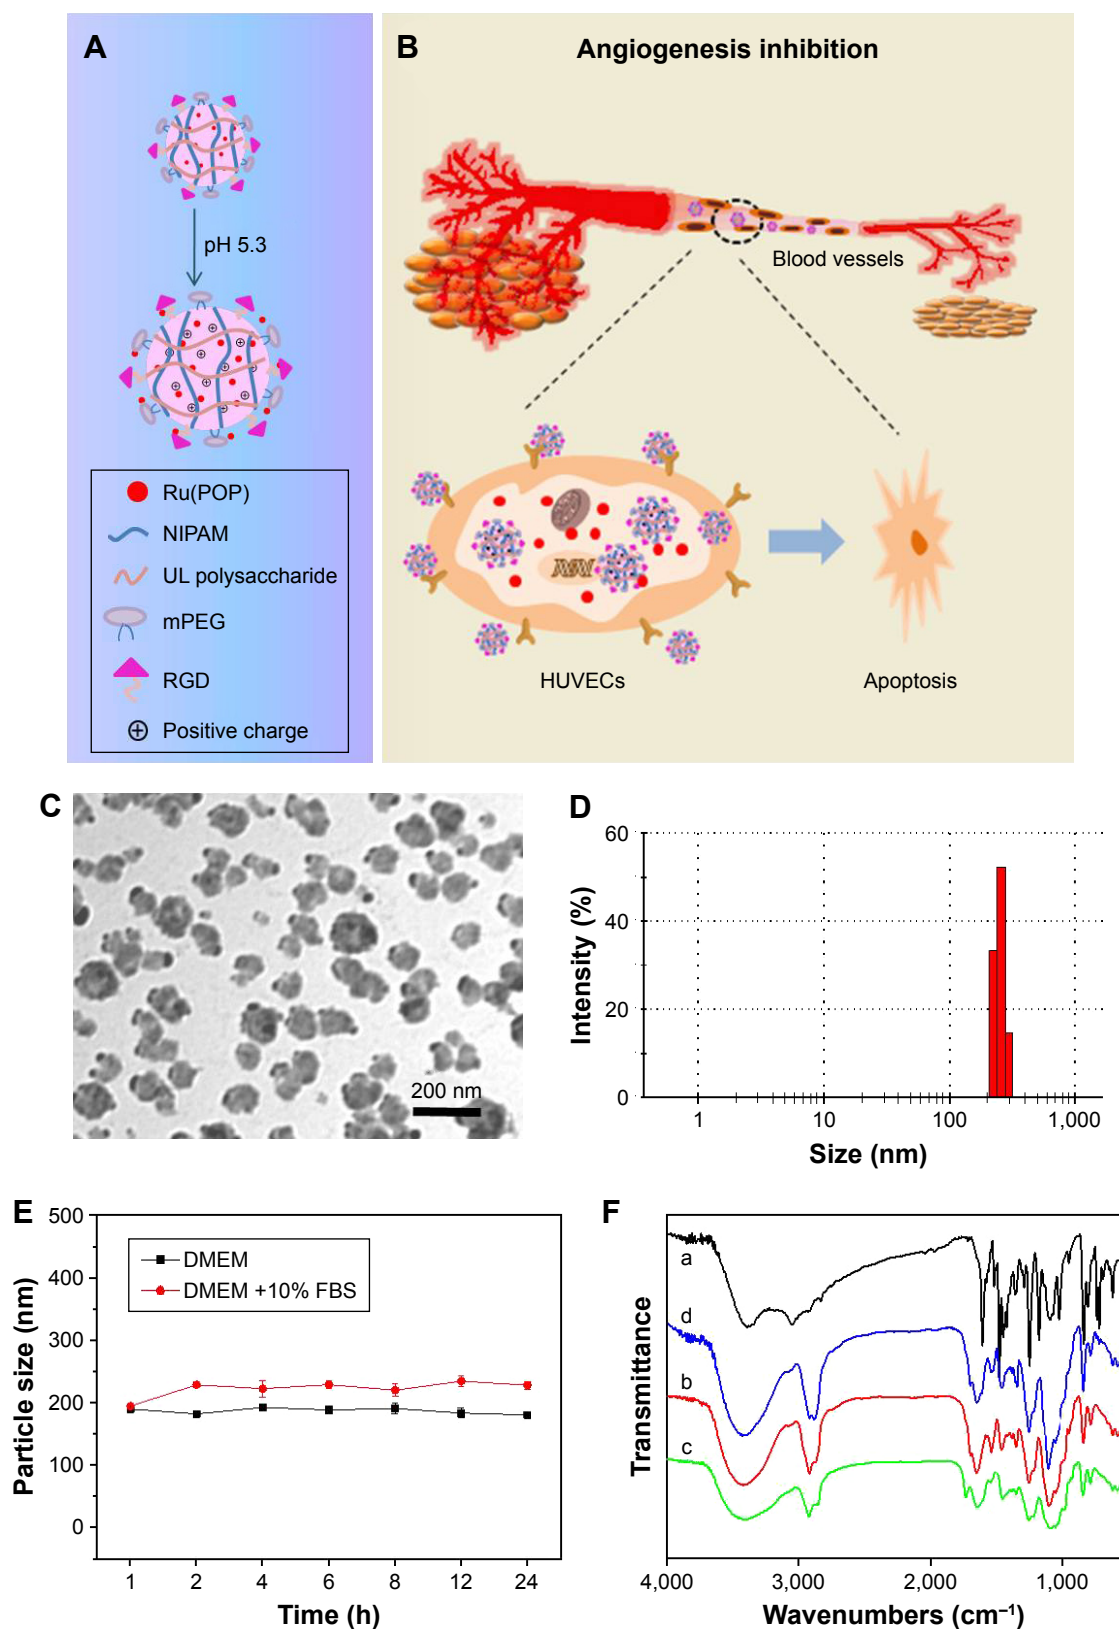 A
pH 5.3
Ru(POP)
NIPAM
UL polysaccharide
mPEG
RGD
Positive charge
B
Angiogenesis inhibition
Blood vessels
HUVECs
Apoptosis
C
200 nm
D
60
40
20
0
Intensity (%)
1
10
100
1,000
Size (nm)
E
500
400
300
200
100
0
Particle size (nm)
DMEM
DMEM +10% FBS
1
2
4
6
8
12
24
Time (h)
F
a
d
b
c
Transmittance
4,000
3,000
2,000
1,000
Wavenumbers (cm⁻¹)